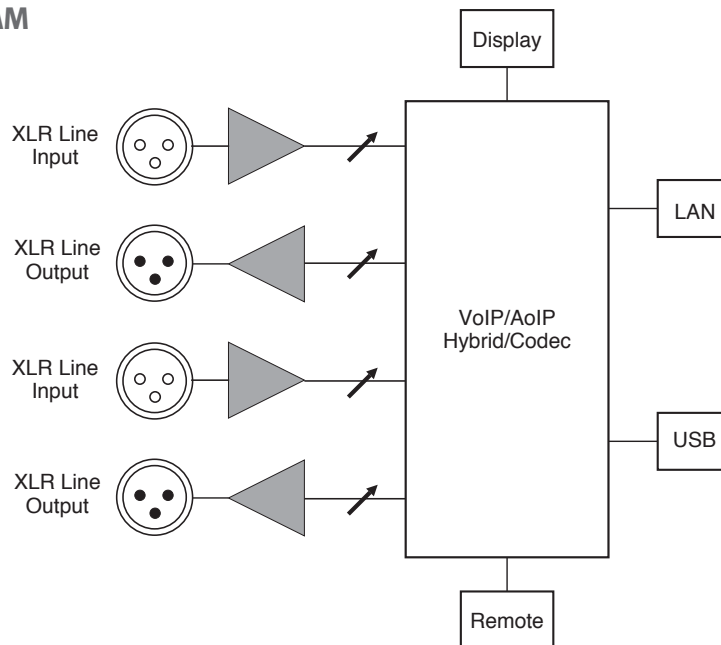 AM
Display
XLR Line
Input
LAN
XLR Line
Output
VoIP/AoIP
Hybrid/Codec
XLR Line
Input
USB
XLR Line
Output
Remote